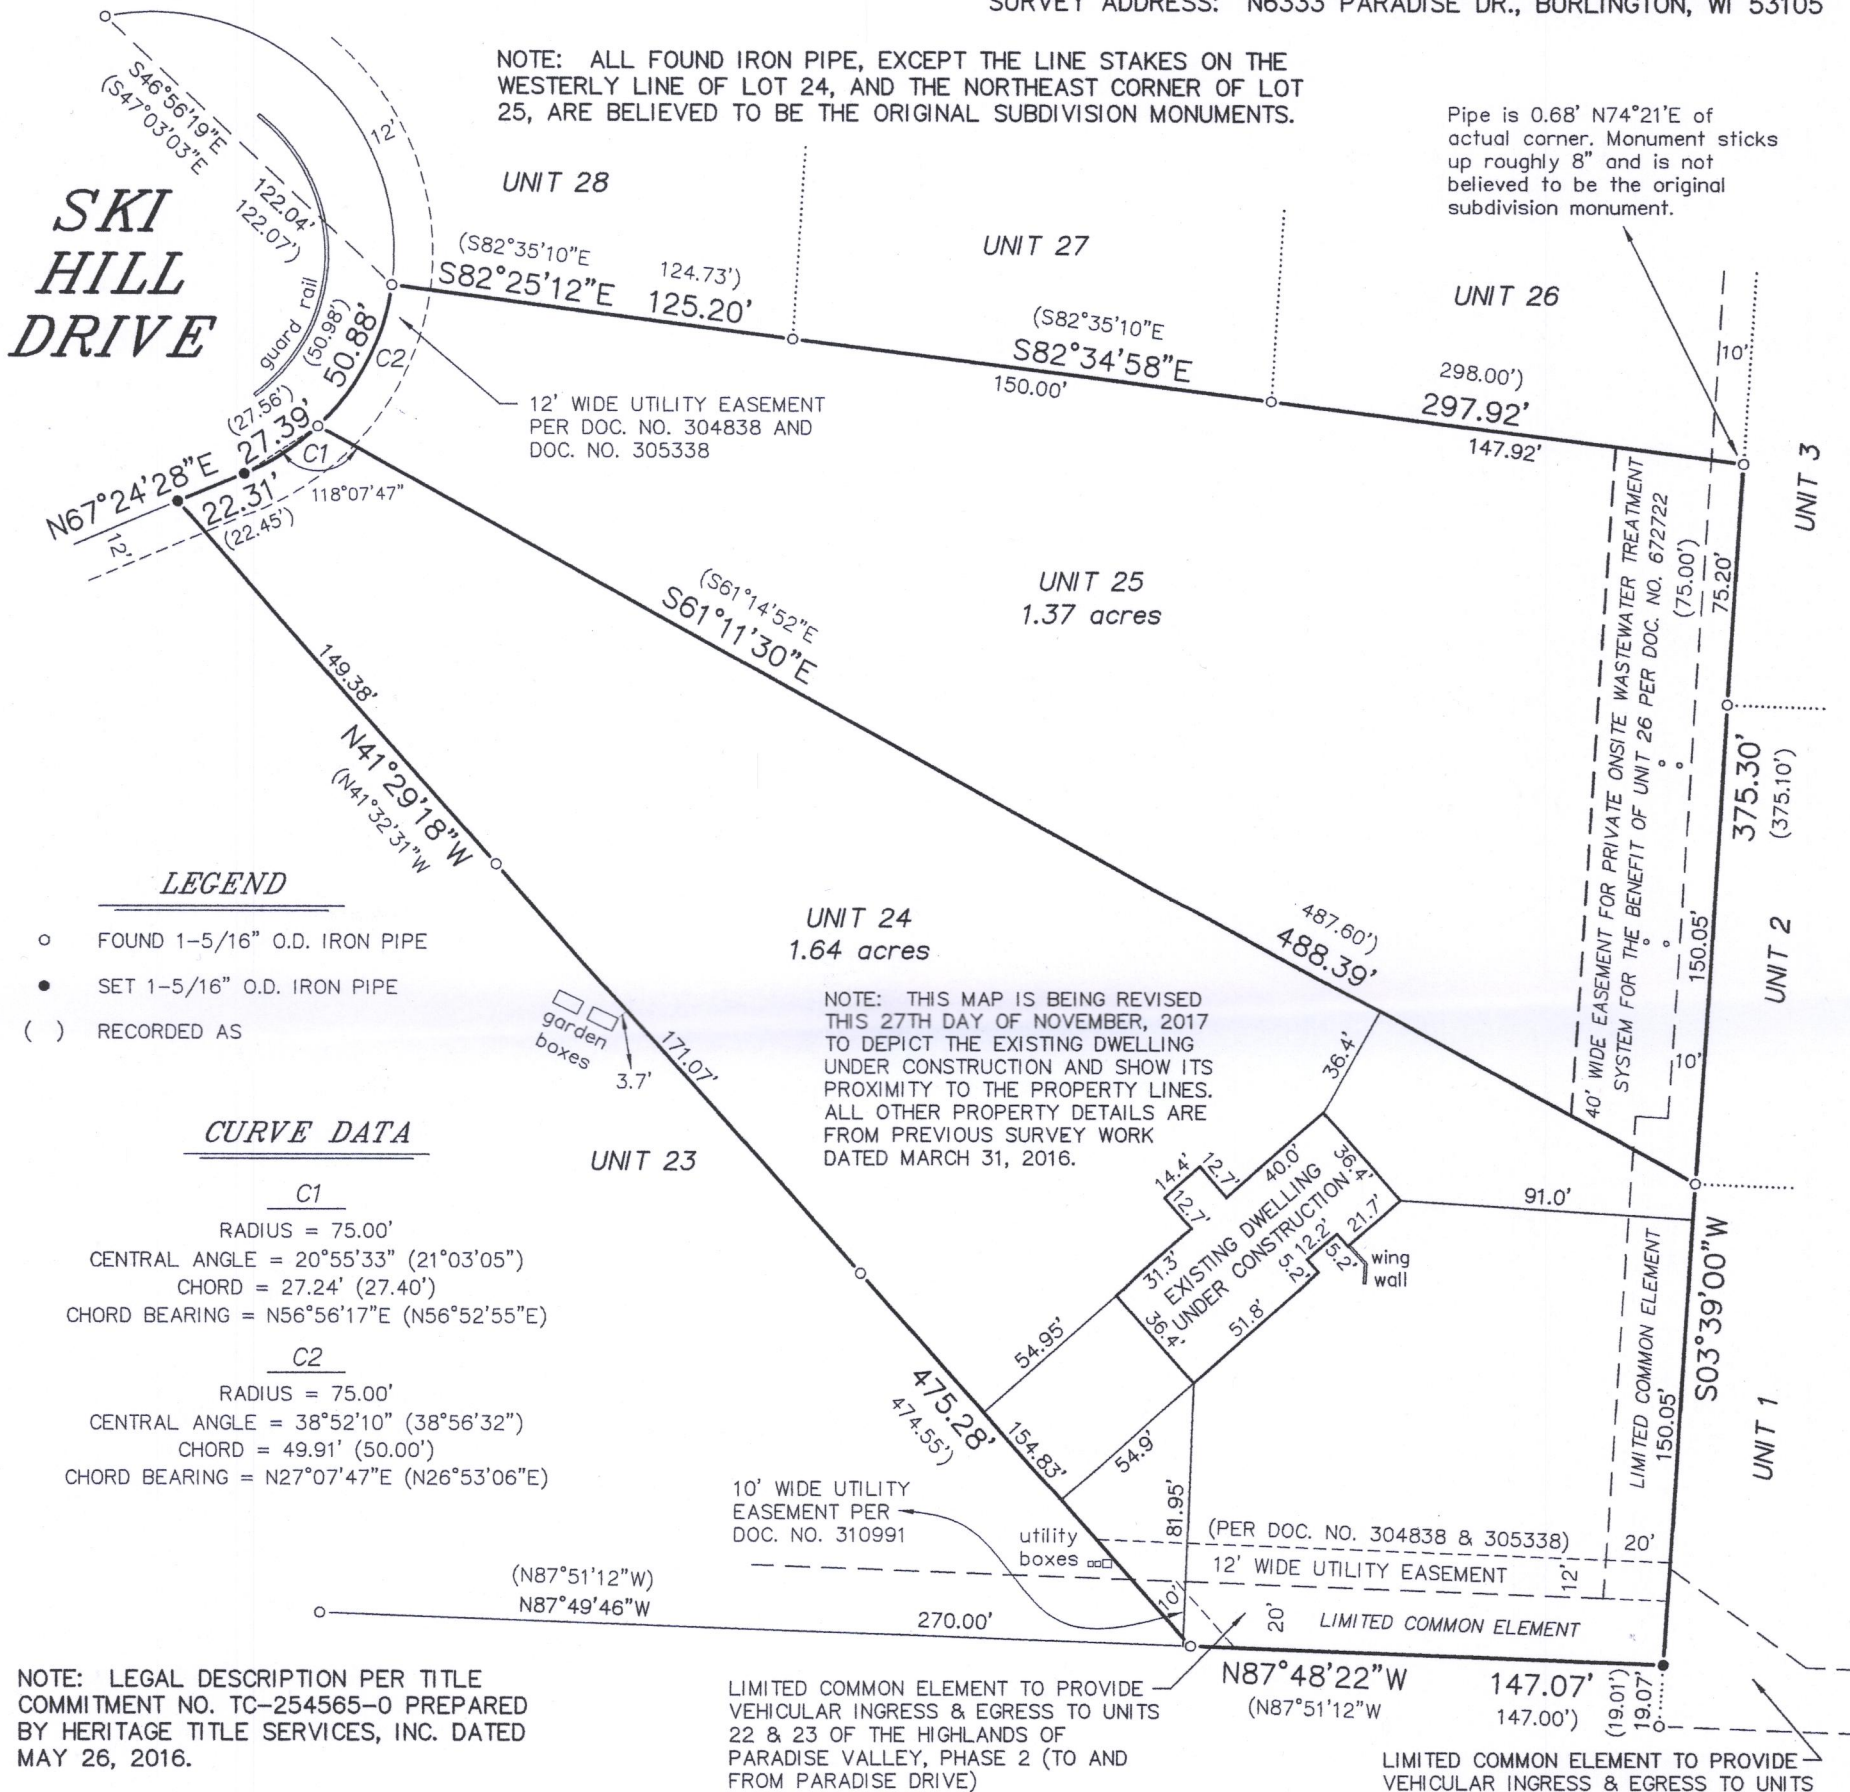 SURVEY ADDRESS: N6333 PARADISE DR., BURLINGTON, WI 53105
NOTE: ALL FOUND IRON PIPE, EXCEPT THE LINE STAKES ON THE
WESTERLY LINE OF LOT 24, AND THE NORTHEAST CORNER OF LOT
25, ARE BELIEVED TO BE THE ORIGINAL SUBDIVISION MONUMENTS.
Pipe is 0.68' N74°21'E of
actual corner. Monument sticks
up roughly 8" and is not
believed to be the original
subdivision monument.
S46°56'19"E
(S47°03'03"E
122.04'
122.07')
12'
guard rail
SKI
HILL
DRIVE
UNIT 28
UNIT 27
UNIT 26
(S82°35'10"E 124.73')
S82°25'12"E 125.20'
(S82°35'10"E
S82°34'58"E
150.00'
298.00')
297.92'
147.92'
10'
UNIT 3
(50.98')
50.88'
C2
12' WIDE UTILITY EASEMENT
PER DOC. NO. 304838 AND
DOC. NO. 305338
(27.56')
27.39'
C1
118°07'47"
N67°24'28"E
22.31'
(22.45')
12'
UNIT 25
1.37 acres
(S61°14'52"E
S61°11'30"E
487.60')
488.39'
40' WIDE EASEMENT FOR PRIVATE ONSITE WASTEWATER TREATMENT
SYSTEM FOR THE BENEFIT OF UNIT 26 PER DOC. NO. 672722
(75.00')
75.20'
375.30'
(375.10')
150.05'
UNIT 2
10'
149.38'
N41°29'18"W
(N41°32'31"W
LEGEND
FOUND 1-5/16" O.D. IRON PIPE
SET 1-5/16" O.D. IRON PIPE
( ) RECORDED AS
UNIT 24
1.64 acres
NOTE: THIS MAP IS BEING REVISED
THIS 27TH DAY OF NOVEMBER, 2017
TO DEPICT THE EXISTING DWELLING
UNDER CONSTRUCTION AND SHOW ITS
PROXIMITY TO THE PROPERTY LINES.
ALL OTHER PROPERTY DETAILS ARE
FROM PREVIOUS SURVEY WORK
DATED MARCH 31, 2016.
garden
boxes
3.7'
171.07'
UNIT 23
CURVE DATA
C1
RADIUS = 75.00'
CENTRAL ANGLE = 20°55'33" (21°03'05")
CHORD = 27.24' (27.40')
CHORD BEARING = N56°56'17"E (N56°52'55"E)
C2
RADIUS = 75.00'
CENTRAL ANGLE = 38°52'10" (38°56'32")
CHORD = 49.91' (50.00')
CHORD BEARING = N27°07'47"E (N26°53'06"E)
36.4'
14.4'
12.7'
12.7'
40.0'
36.4'
31.3'
EXISTING DWELLING
UNDER CONSTRUCTION
21.7'
12.2'
5.2'
5.2'
51.8'
36.4'
wing
wall
91.0'
54.95'
54.9'
81.95'
475.28'
474.55')
154.83'
LIMITED COMMON ELEMENT
S03°39'00"W
150.05'
UNIT 1
10' WIDE UTILITY
EASEMENT PER
DOC. NO. 310991
utility
boxes
(PER DOC. NO. 304838 & 305338)
20'
12' WIDE UTILITY EASEMENT
12'
10'
20'
LIMITED COMMON ELEMENT
(N87°51'12"W)
N87°49'46"W
270.00'
N87°48'22"W 147.07'
(N87°51'12"W 147.00')
(19.01')
19.07'
NOTE: LEGAL DESCRIPTION PER TITLE
COMMITMENT NO. TC-254565-0 PREPARED
BY HERITAGE TITLE SERVICES, INC. DATED
MAY 26, 2016.
LIMITED COMMON ELEMENT TO PROVIDE
VEHICULAR INGRESS & EGRESS TO UNITS
22 & 23 OF THE HIGHLANDS OF
PARADISE VALLEY, PHASE 2 (TO AND
FROM PARADISE DRIVE)
LIMITED COMMON ELEMENT TO PROVIDE
VEHICULAR INGRESS & EGRESS TO UNITS